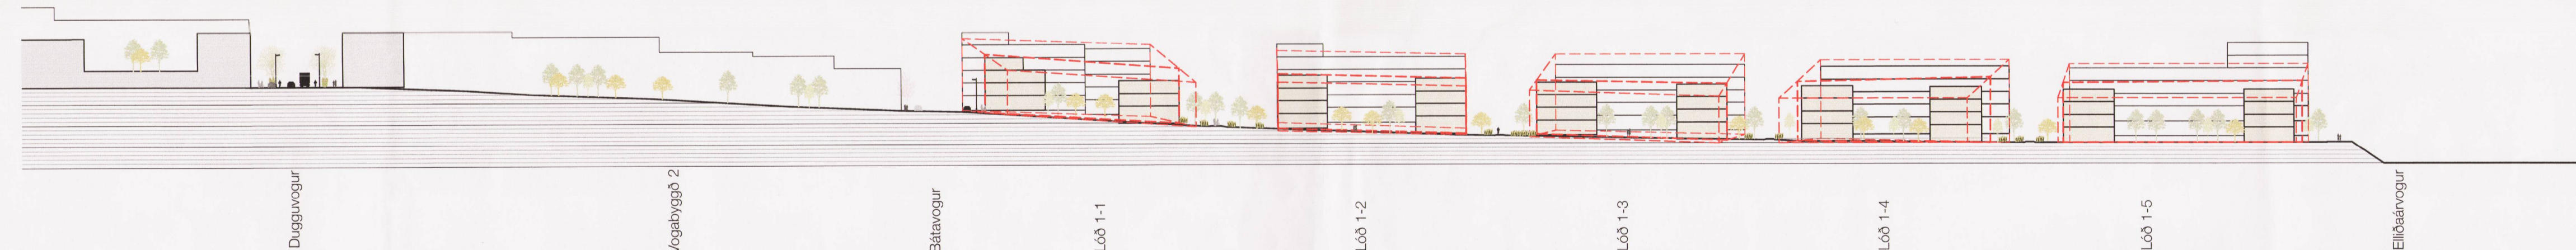 Dugguvogur
Vogabyggð 2
Bátavogur
Lóð 1-1
Lóð 1-2
Lóð 1-3
Lóð 1-4
Lóð 1-5
Elliðaárvogur